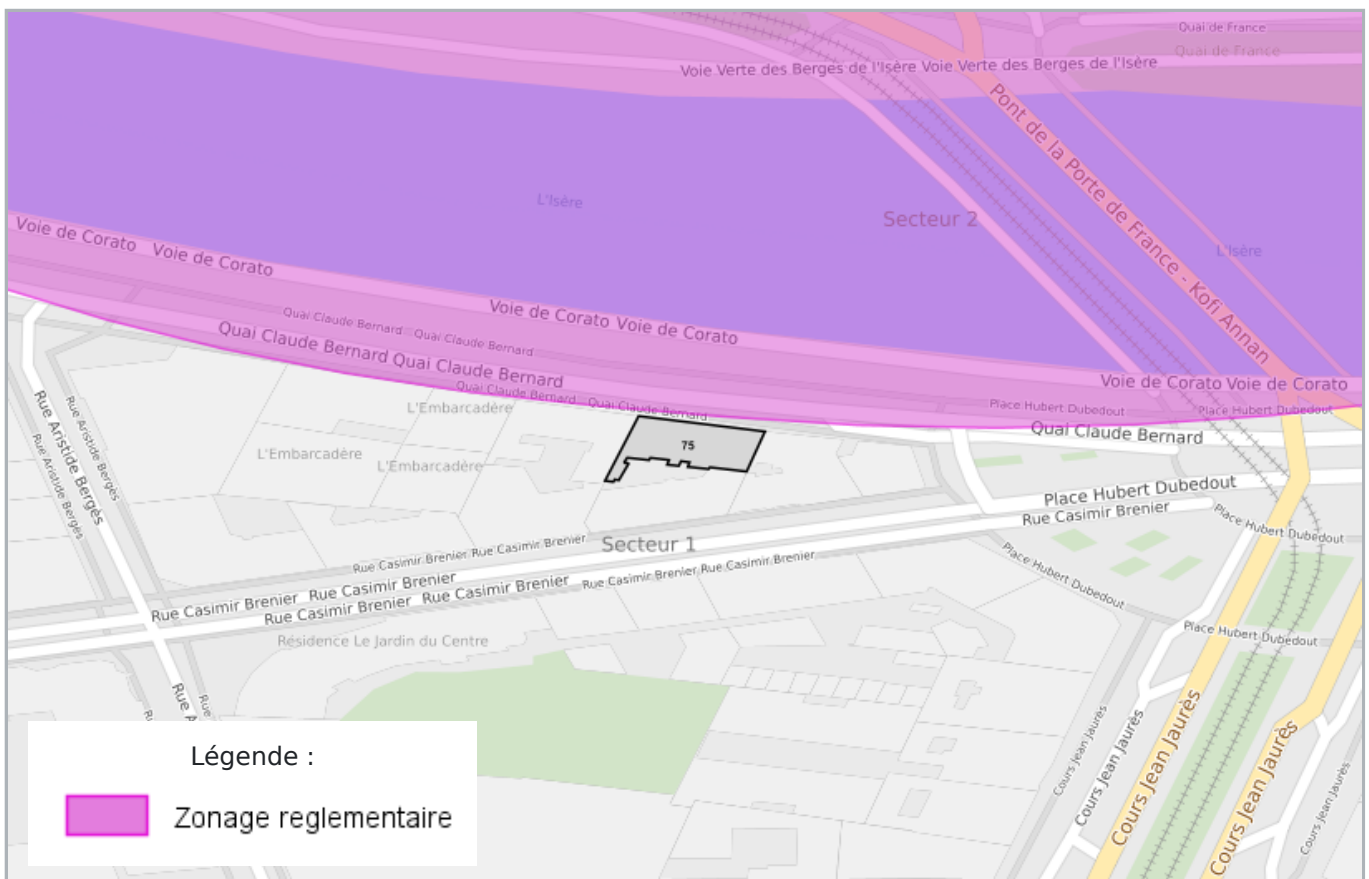 Quai de France
Quai de France
Voie Verte des Berges de l'Isère Voie Verte des Berges de l'Isère
Pont de la Porte de France - Kofi Annan
L'Isère
Secteur 2
L'Isère
Voie de Corato Voie de Corato
Voie de Corato Voie de Corato
Quai Claude Bernard Quai Claude Bernard
Quai Claude Bernard Quai Claude Bernard
Quai Claude Bernard Quai Claude Bernard
Voie de Corato Voie de Corato
Place Hubert Dubedout
Place Hubert Dubedout
Quai Claude Bernard
L'Embarcadère
L'Embarcadère
L'Embarcadère
75
Rue Aristide Bergès
Rue Aristide Bergès
Rue Aristide Bergès
Place Hubert Dubedout
Rue Casimir Brenier
Place Hubert Dubedout
Place Hubert Dubedout
Place Hubert Dubedout
Secteur 1
Rue Casimir Brenier Rue Casimir Brenier
Rue Casimir Brenier Rue Casimir Brenier
Rue Casimir Brenier Rue Casimir Brenier
Rue Casimir Brenier Rue Casimir Brenier
Résidence Le Jardin du Centre
Rue A
Rue
Cours Jean Jaurès
Cours Jean Jaurès
Cours Jean Jaurès
Cours Jean Jaurès
Cours Jean Jaurès
Légende :
Zonage reglementaire